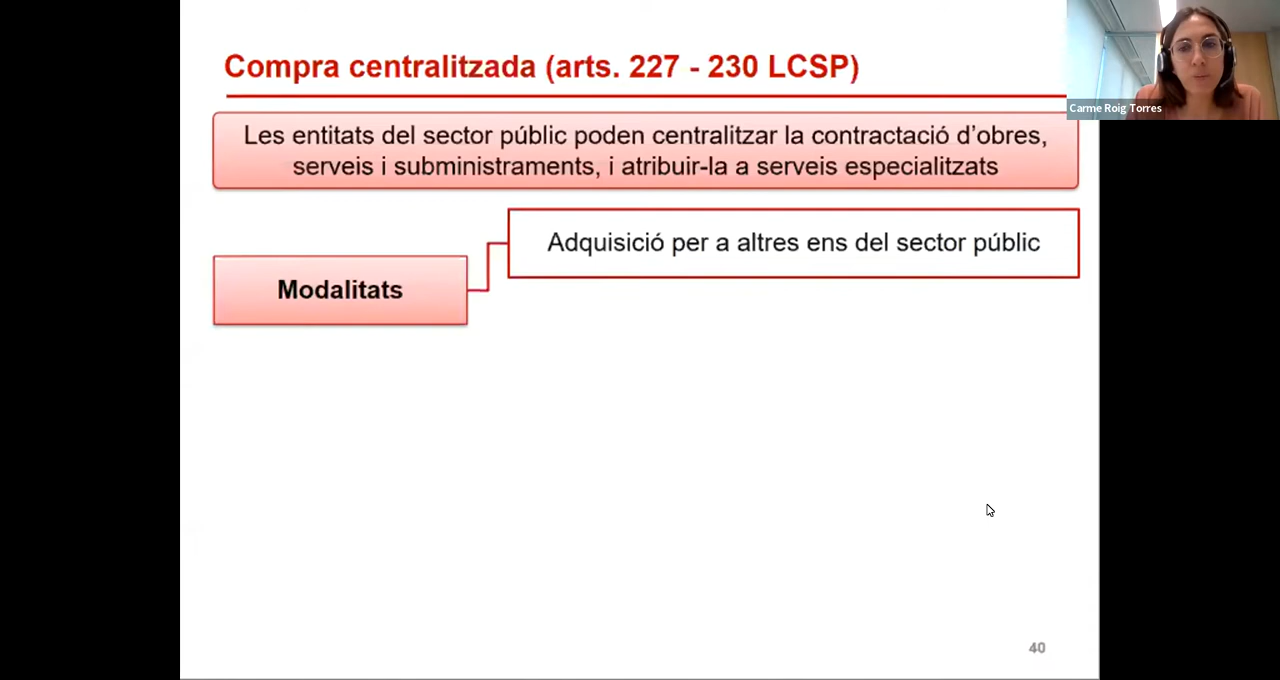 Compra centralitzada (arts. 227 - 230 LCSP)
Carme Roig Torres
Les entitats del sector públic poden centralitzar la contractació d'obres,
serveis i subministraments, i atribuir-la a serveis especialitzats
Adquisició per a altres ens del sector públic
Modalitats
40